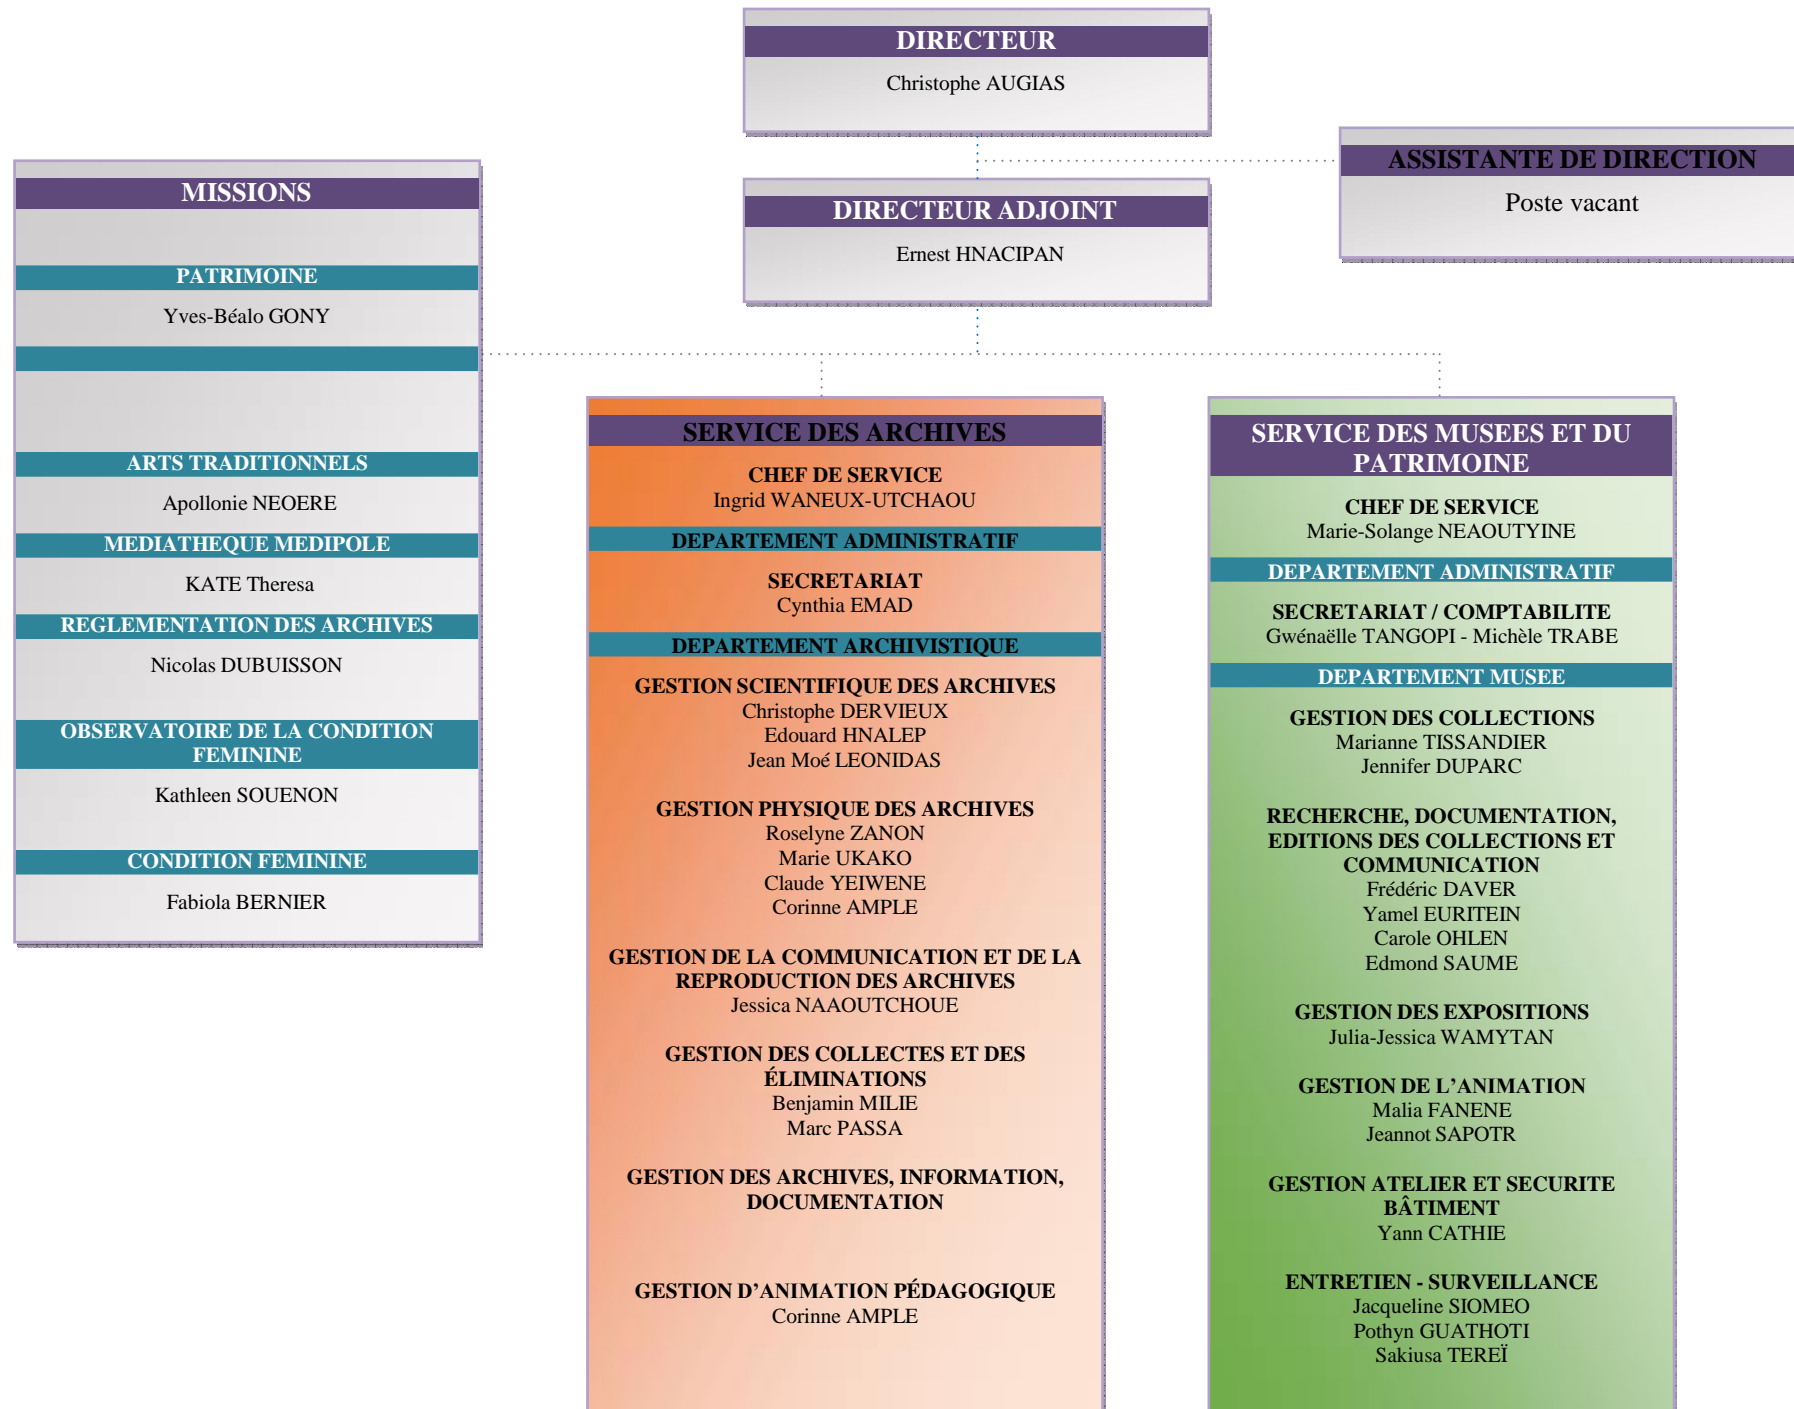 DIRECTEUR
Christophe AUGIAS
ASSISTANTE DE DIRECTION
Poste vacant
DIRECTEUR ADJOINT
Ernest HNACIPAN
MISSIONS
PATRIMOINE
Yves-Béalo GONY
ARTS TRADITIONNELS
Apollonie NEOERE
MEDIATHEQUE MEDIPOLE
KATE Theresa
REGLEMENTATION DES ARCHIVES
Nicolas DUBUISSON
OBSERVATOIRE DE LA CONDITION
FEMININE
Kathleen SOUENON
CONDITION FEMININE
Fabiola BERNIER
SERVICE DES ARCHIVES
CHEF DE SERVICE
Ingrid WANEUX-UTCHAOU
DEPARTEMENT ADMINISTRATIF
SECRETARIAT
Cynthia EMAD
DEPARTEMENT ARCHIVISTIQUE
GESTION SCIENTIFIQUE DES ARCHIVES
Christophe DERVIEUX
Edouard HNALEP
Jean Moé LEONIDAS
GESTION PHYSIQUE DES ARCHIVES
Roselyne ZANON
Marie UKAKO
Claude YEIWENE
Corinne AMPLE
GESTION DE LA COMMUNICATION ET DE LA
REPRODUCTION DES ARCHIVES
Jessica NAAOUTCHOUE
GESTION DES COLLECTES ET DES
ÉLIMINATIONS
Benjamin MILIE
Marc PASSA
GESTION DES ARCHIVES, INFORMATION,
DOCUMENTATION
GESTION D’ANIMATION PÉDAGOGIQUE
Corinne AMPLE
SERVICE DES MUSEES ET DU
PATRIMOINE
CHEF DE SERVICE
Marie-Solange NEAOUTYINE
DEPARTEMENT ADMINISTRATIF
SECRETARIAT / COMPTABILITE
Gwénaëlle TANGOPI - Michèle TRABE
DEPARTEMENT MUSEE
GESTION DES COLLECTIONS
Marianne TISSANDIER
Jennifer DUPARC
RECHERCHE, DOCUMENTATION,
EDITIONS DES COLLECTIONS ET
COMMUNICATION
Frédéric DAVER
Yamel EURITEIN
Carole OHLEN
Edmond SAUME
GESTION DES EXPOSITIONS
Julia-Jessica WAMYTAN
GESTION DE L’ANIMATION
Malia FANENE
Jeannot SAPOTR
GESTION ATELIER ET SECURITE
BÂTIMENT
Yann CATHIE
ENTRETIEN - SURVEILLANCE
Jacqueline SIOMEO
Pothyn GUATHOTI
Sakiusa TEREÏ